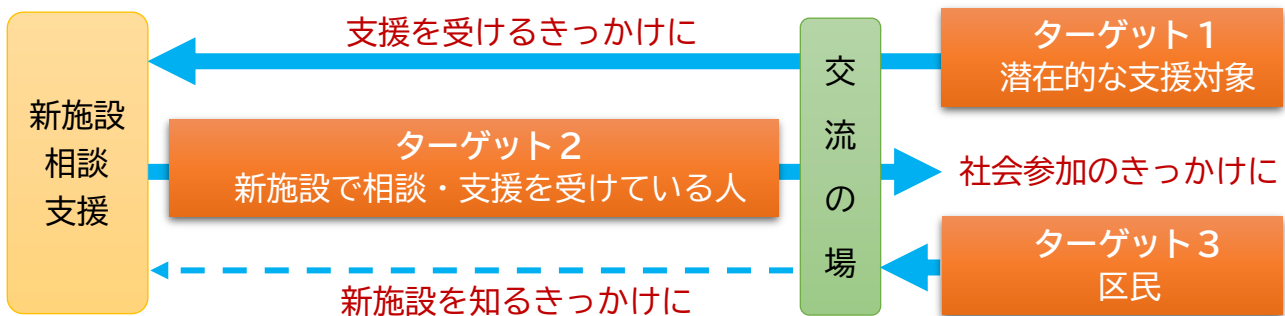 支援を受けるきっかけに
ターゲット１
潜在的な支援対象
新施設
相談
支援
ターゲット２
新施設で相談・支援を受けている人
交
流
の
場
社会参加のきっかけに
ターゲット３
区民
新施設を知るきっかけに